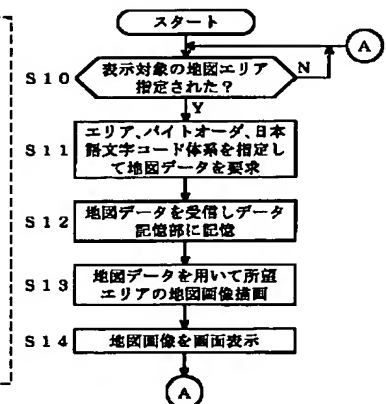 スタート
A
S10
表示対象の地図エリア
指定された?
N
Y
S11
エリア、バイトオーダ、日本
語文字コード体系を指定し
て地図データを要求
S12
地図データを受信しデータ
記憶部に記憶
S13
地図データを用いて所望
エリアの地図画像描画
S14
地図画像を画面表示
A